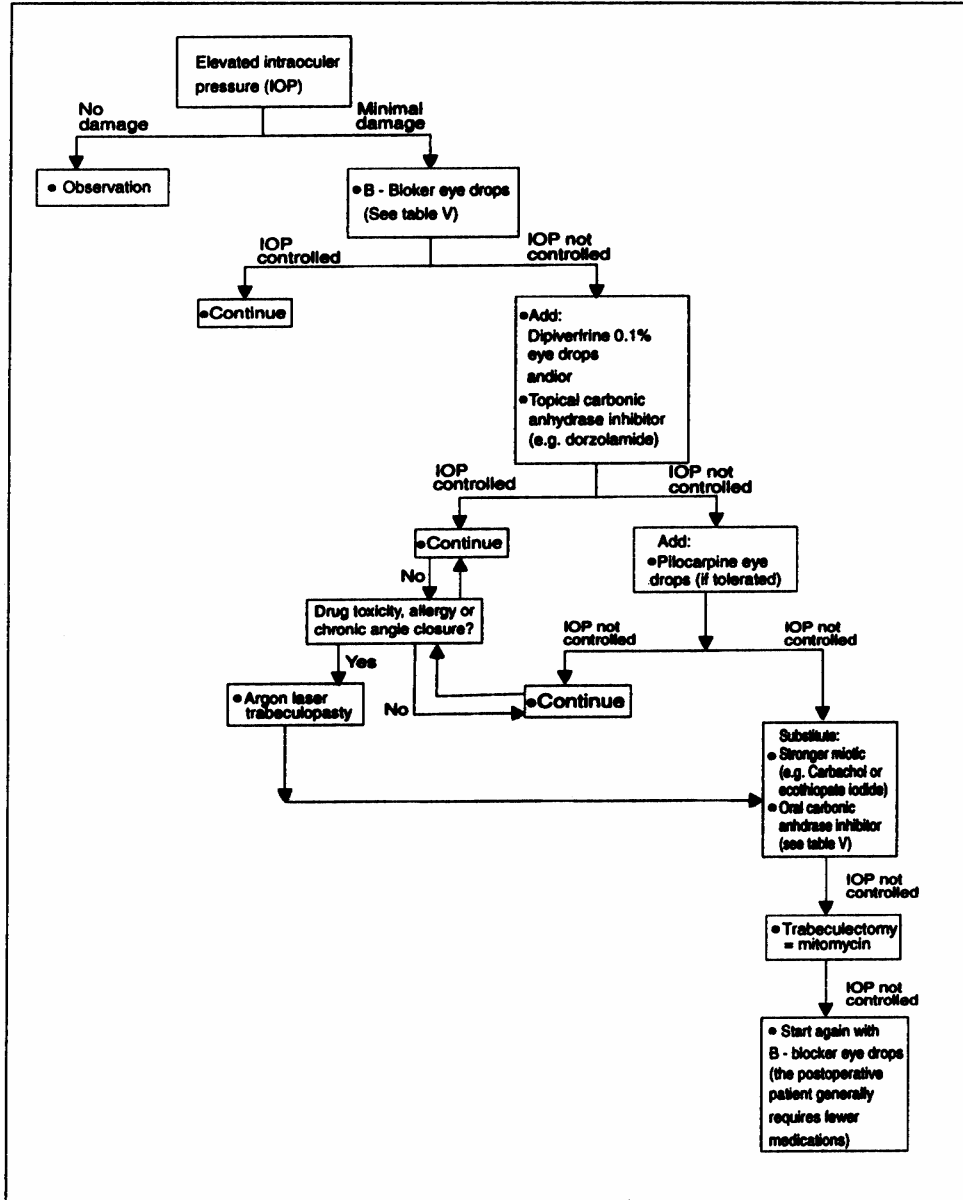 Elevated intraoculer
pressure (IOP)
No
damage
Minimal
damage
• Observation
• B - Bloker eye drops
(See table V)
IOP
controlled
IOP not
controlled
•Continue
•Add:
Dipivertrine 0.1%
eye drops
andior
•Topical carbonic
anhydrase inhibitor
(e.g. dorzolamide)
IOP
controlled
IOP not
controlled
•Continue
Add:
•Pilocarpine eye
drops (if tolerated)
No
Drug toxicity, allergy or
chronic angle closure?
IOP not
controlled
IOP not
controlled
Yes
No
•Continue
• Argon laser
trabeculopasty
Substitute:
• Stronger miotic
(e.g. Carbachol or
ecothiopate iodide)
• Oral carbonic
anhdrase inhibitor
(see table V)
IOP not
controlled
• Trabeculectomy
= mitomycin
IOP not
controlled
• Start again with
B - blocker eye drops
(the postoperative
patient generally
requires fewer
medications)